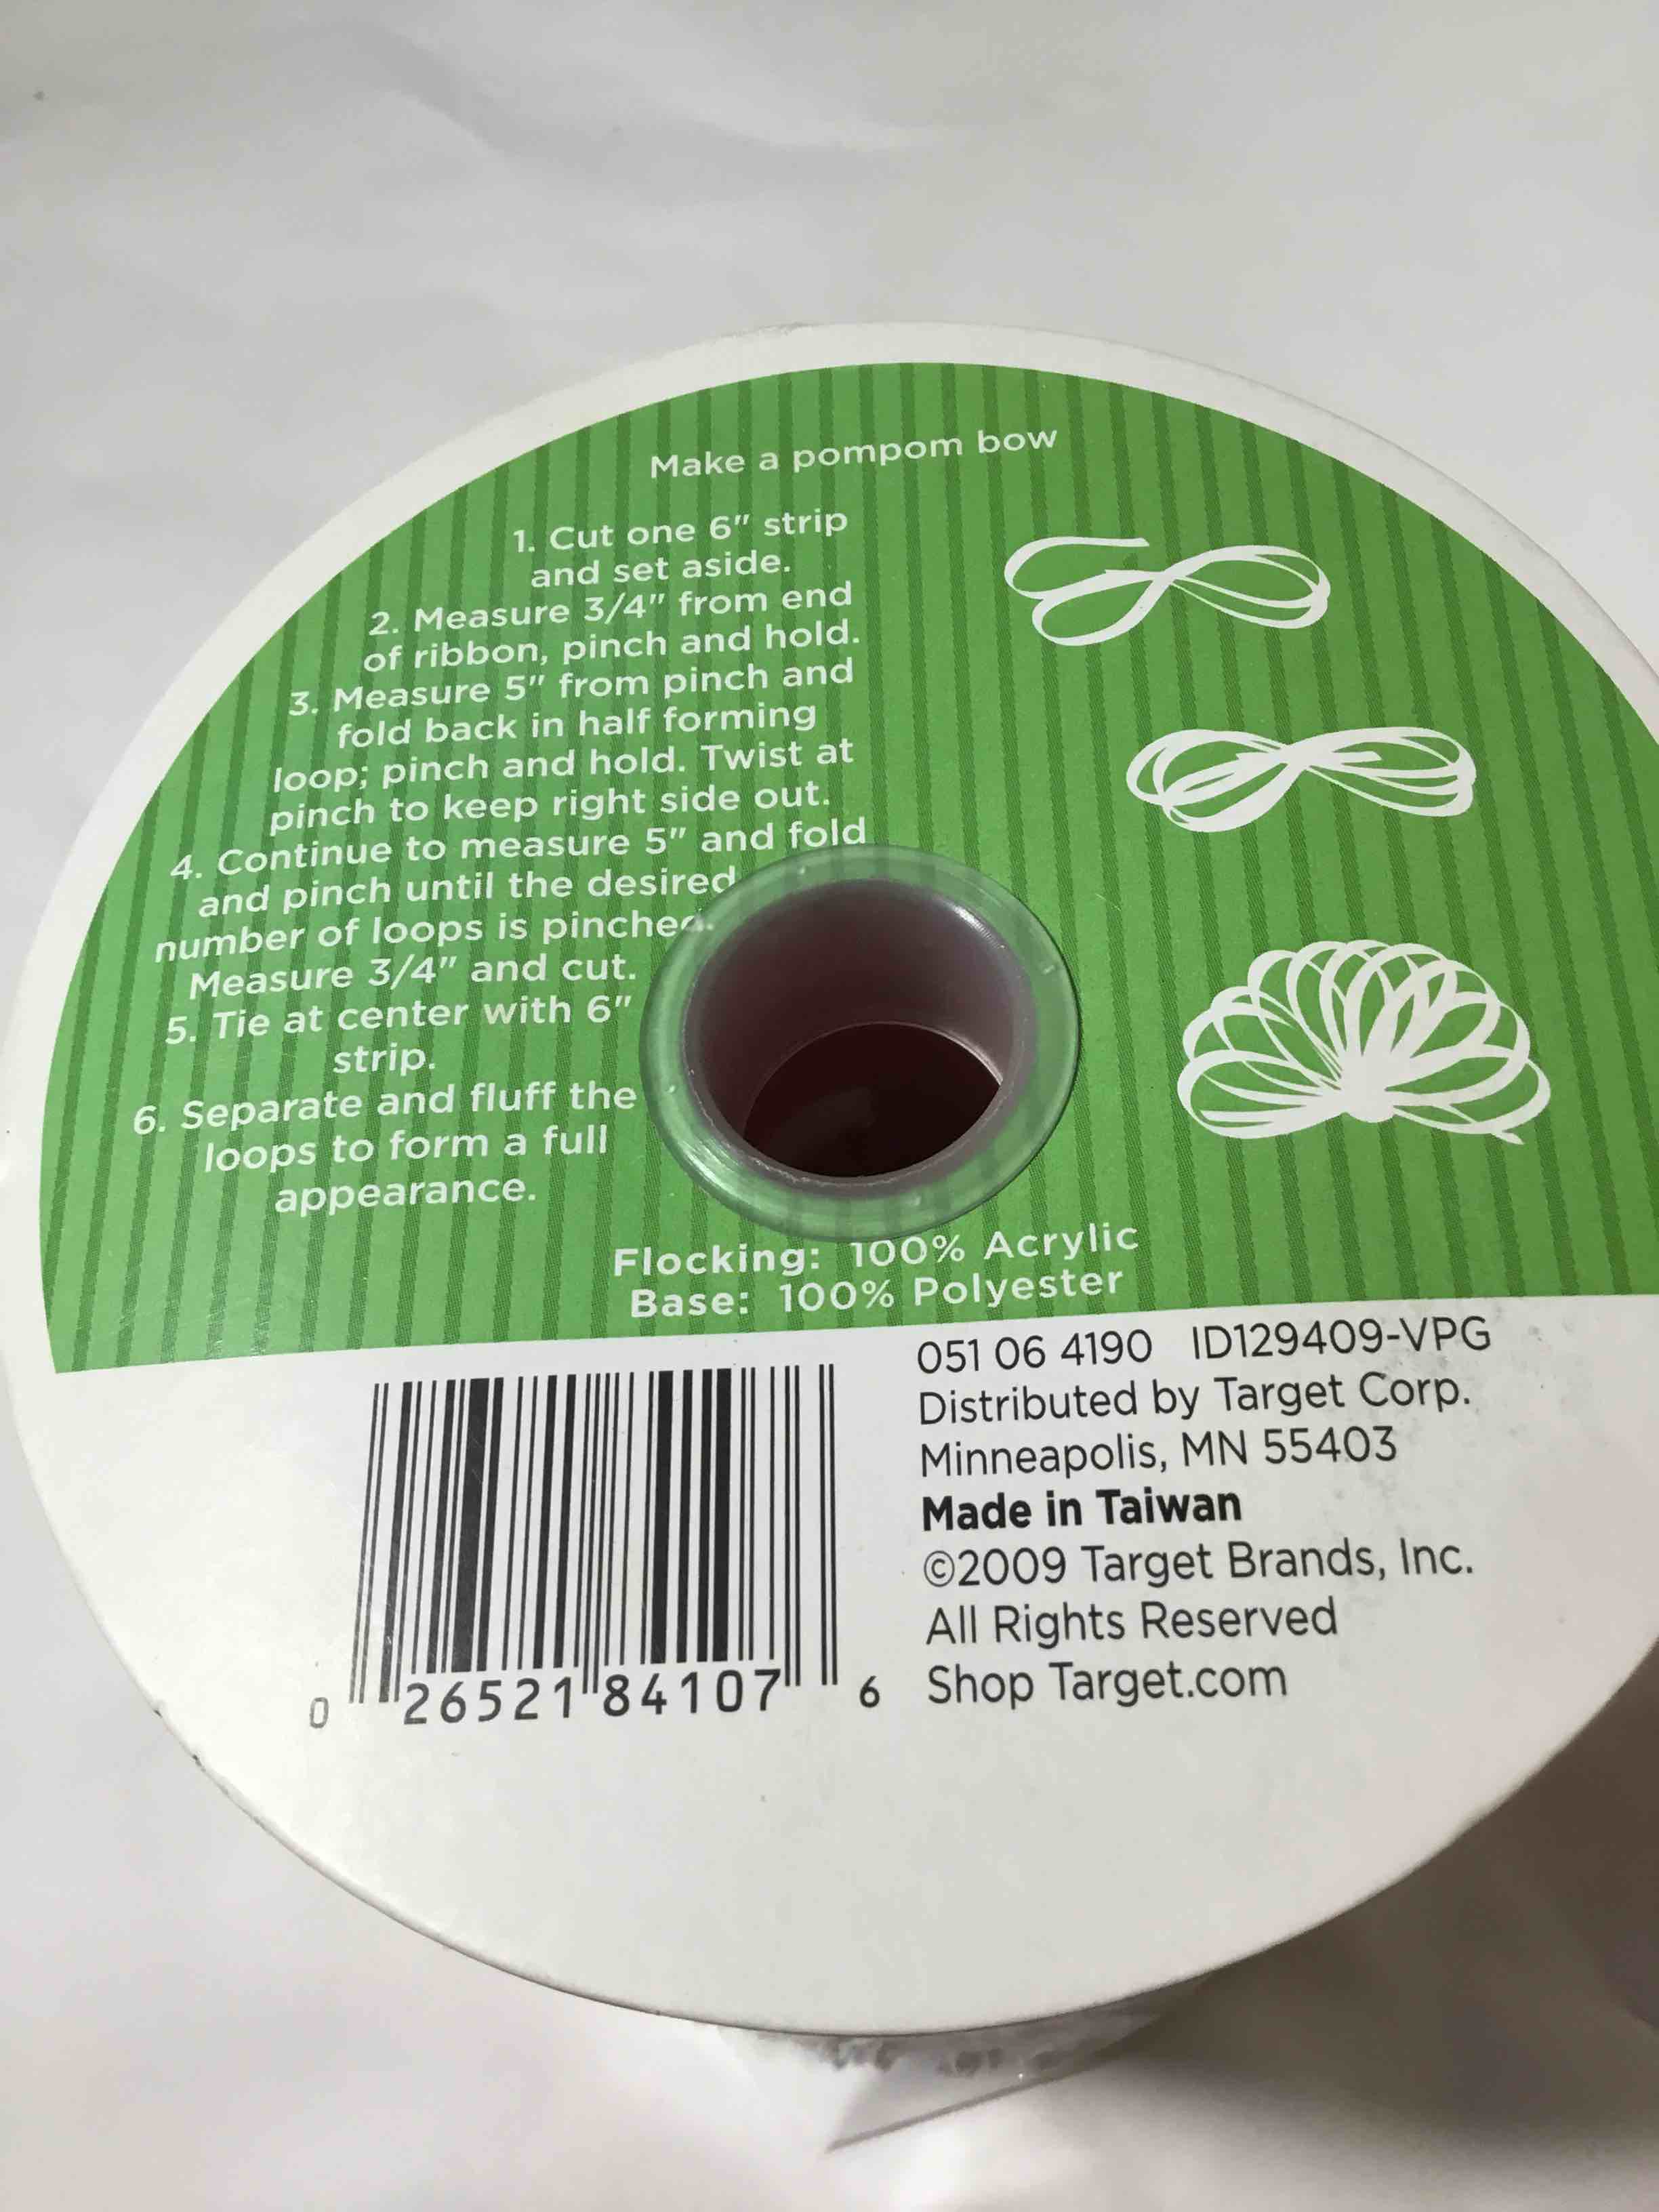 Make a pompom bow
1. Cut one 6" strip
and set aside.
2. Measure 3/4" from end
of ribbon, pinch and hold.
3. Measure 5" from pinch and
fold back in half forming
loop; pinch and hold. Twist at
pinch to keep right side out.
4. Continue to measure 5" and fold
and pinch until the desired
number of loops is pinched.
Measure 3/4" and cut.
5. Tie at center with 6"
strip.
6. Separate and fluff the
loops to form a full
appearance.
Flocking: 100% Acrylic
Base: 100% Polyester
051 06 4190 ID129409-VPG
Distributed by Target Corp.
Minneapolis, MN 55403
Made in Taiwan
©2009 Target Brands, Inc.
All Rights Reserved
Shop Target.com
0 26521 84107 6